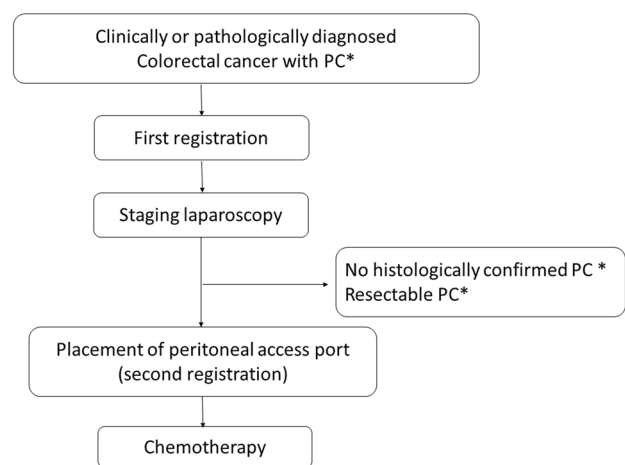 Clinically or pathologically diagnosed
Colorectal cancer with PC*
First registration
Staging laparoscopy
No histologically confirmed PC *
Resectable PC*
Placement of peritoneal access port
(second registration)
Chemotherapy